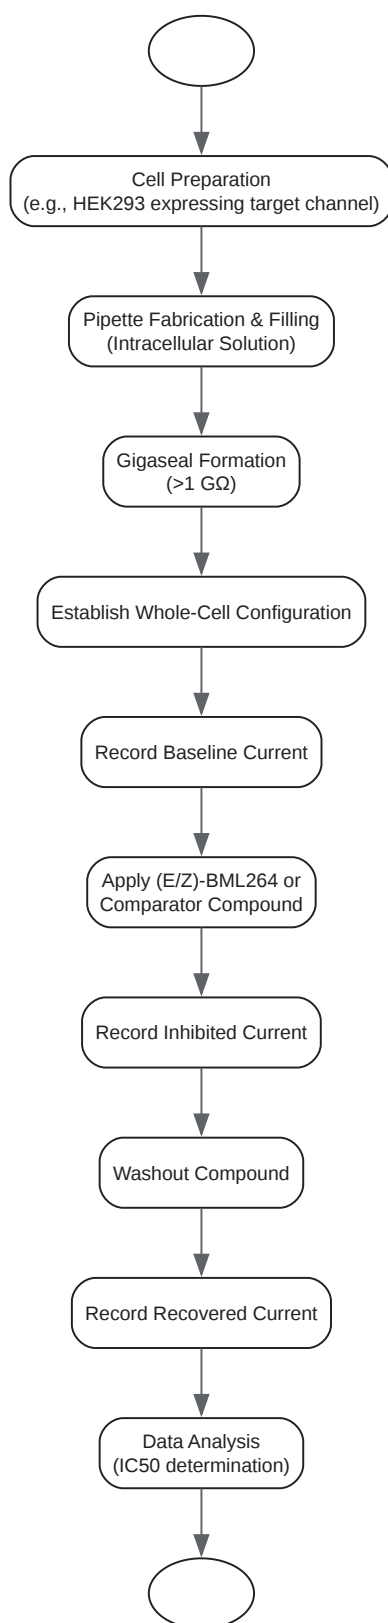 Cell Preparation
(e.g., HEK293 expressing target channel)
Pipette Fabrication & Filling
(Intracellular Solution)
Gigaseal Formation
(>1 GΩ)
Establish Whole-Cell Configuration
Record Baseline Current
Apply (E/Z)-BML264 or
Comparator Compound
Record Inhibited Current
Washout Compound
Record Recovered Current
Data Analysis
(IC50 determination)